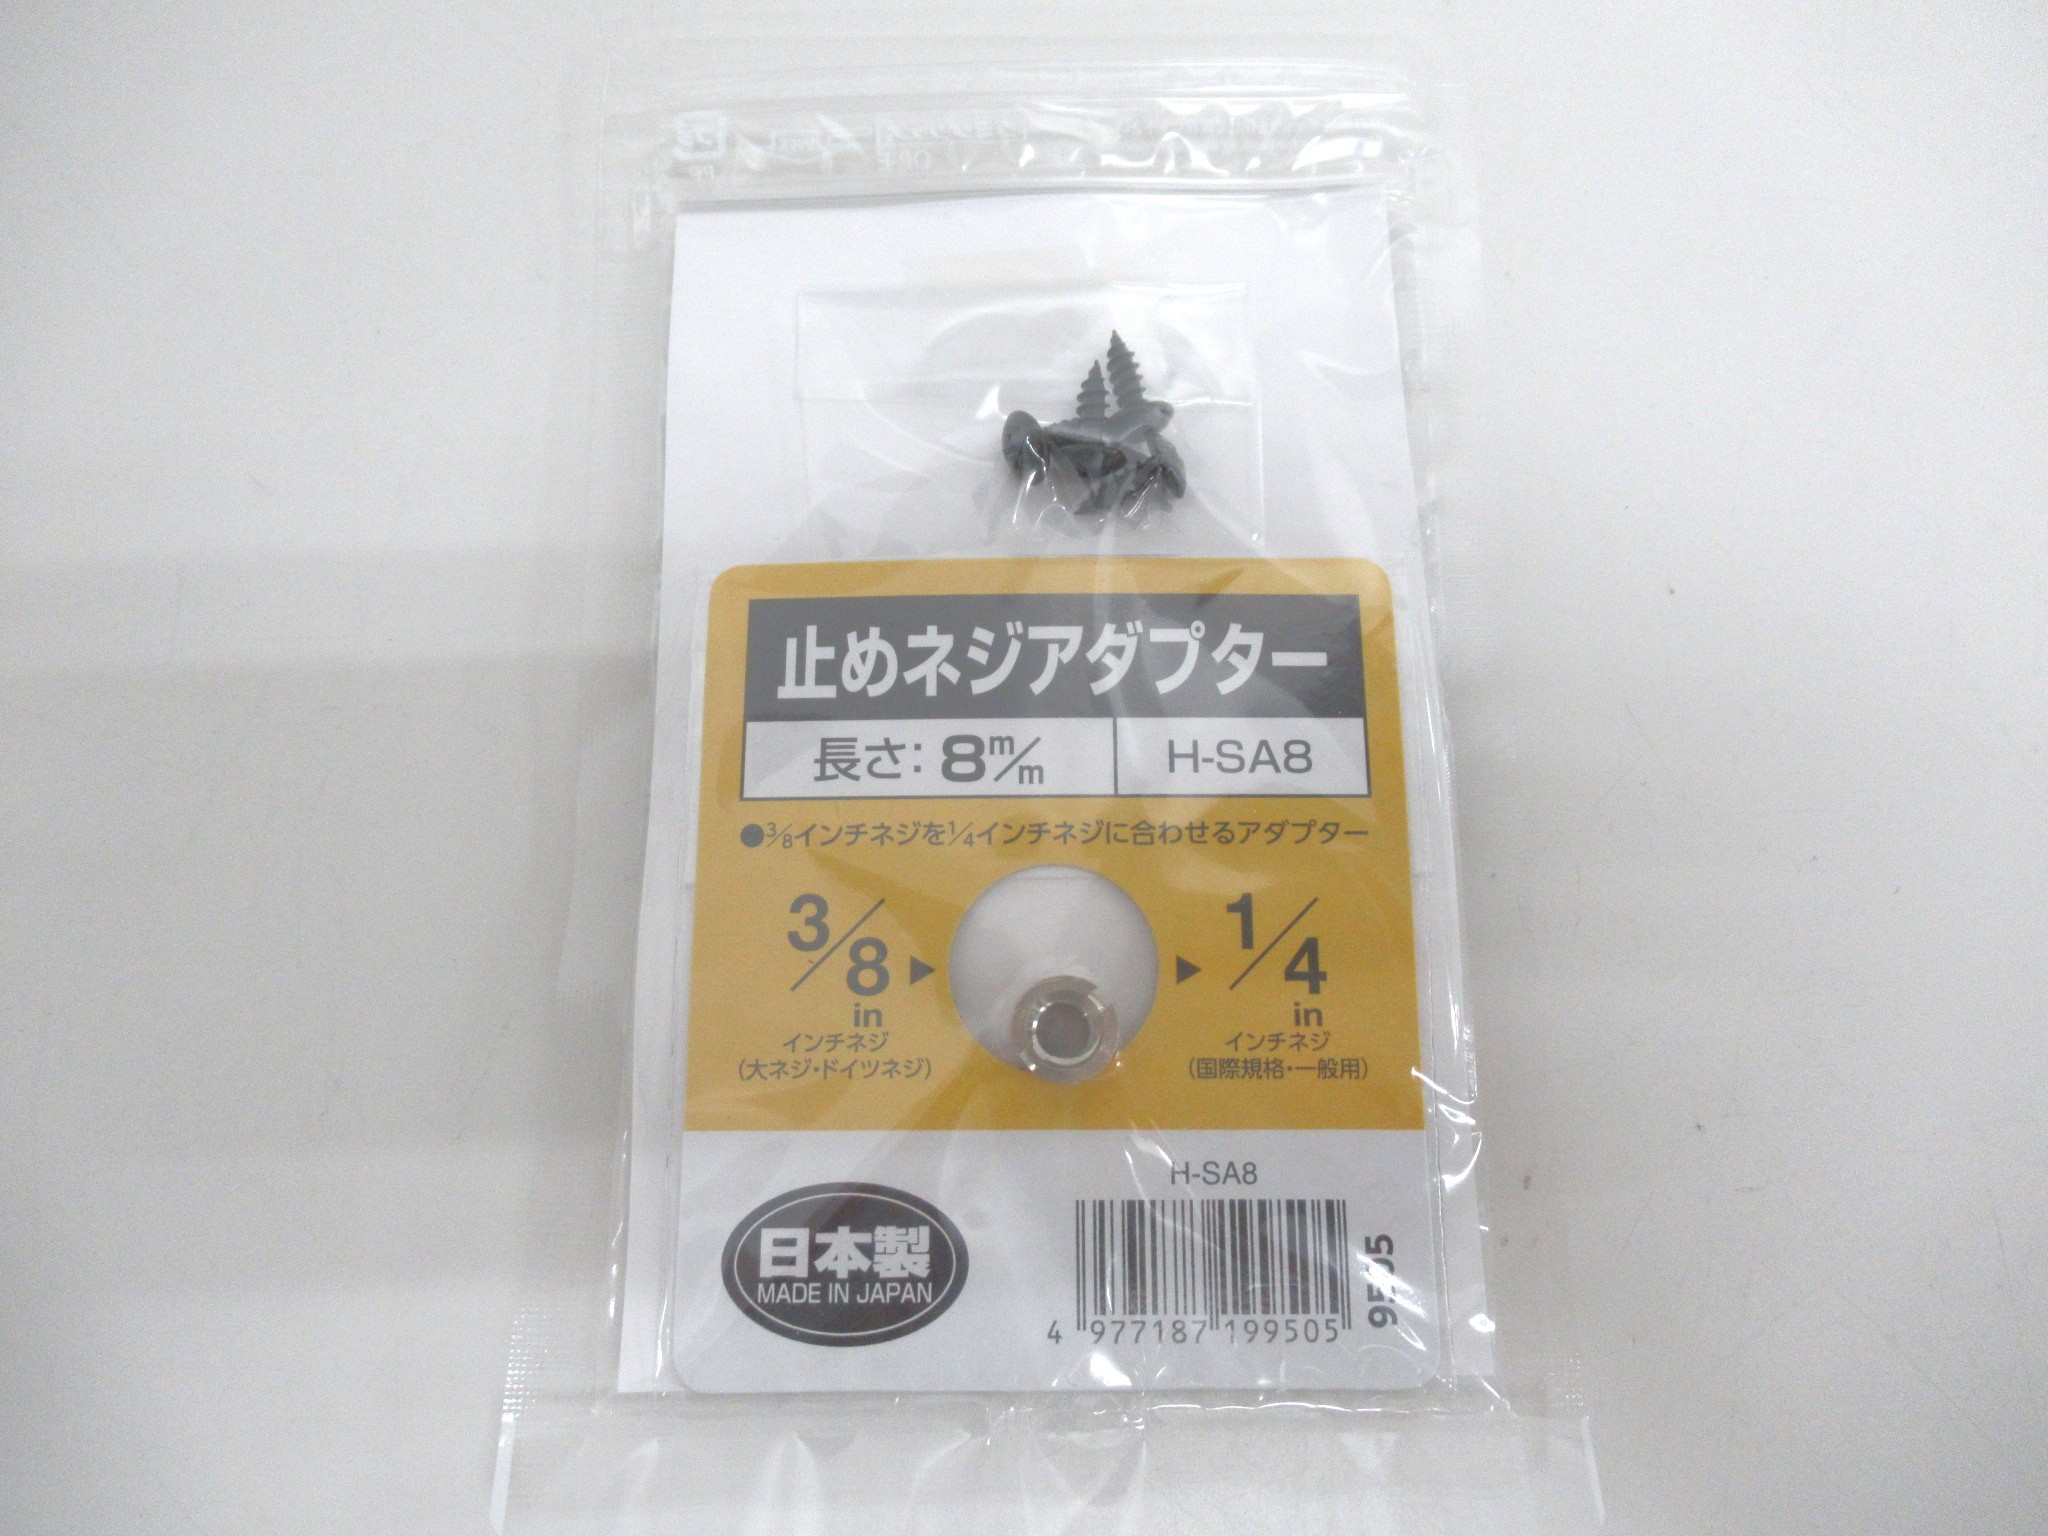 止めネジアダプター
長さ: 8m/m
H-SA8
●3/8インチネジを1/4インチネジに合わせるアダプター
3/8 in
インチネジ
(大ネジ・ドイツネジ)
1/4 in
インチネジ
(国際規格・一般用)
日本製
MADE IN JAPAN
H-SA8
4 977187 199505